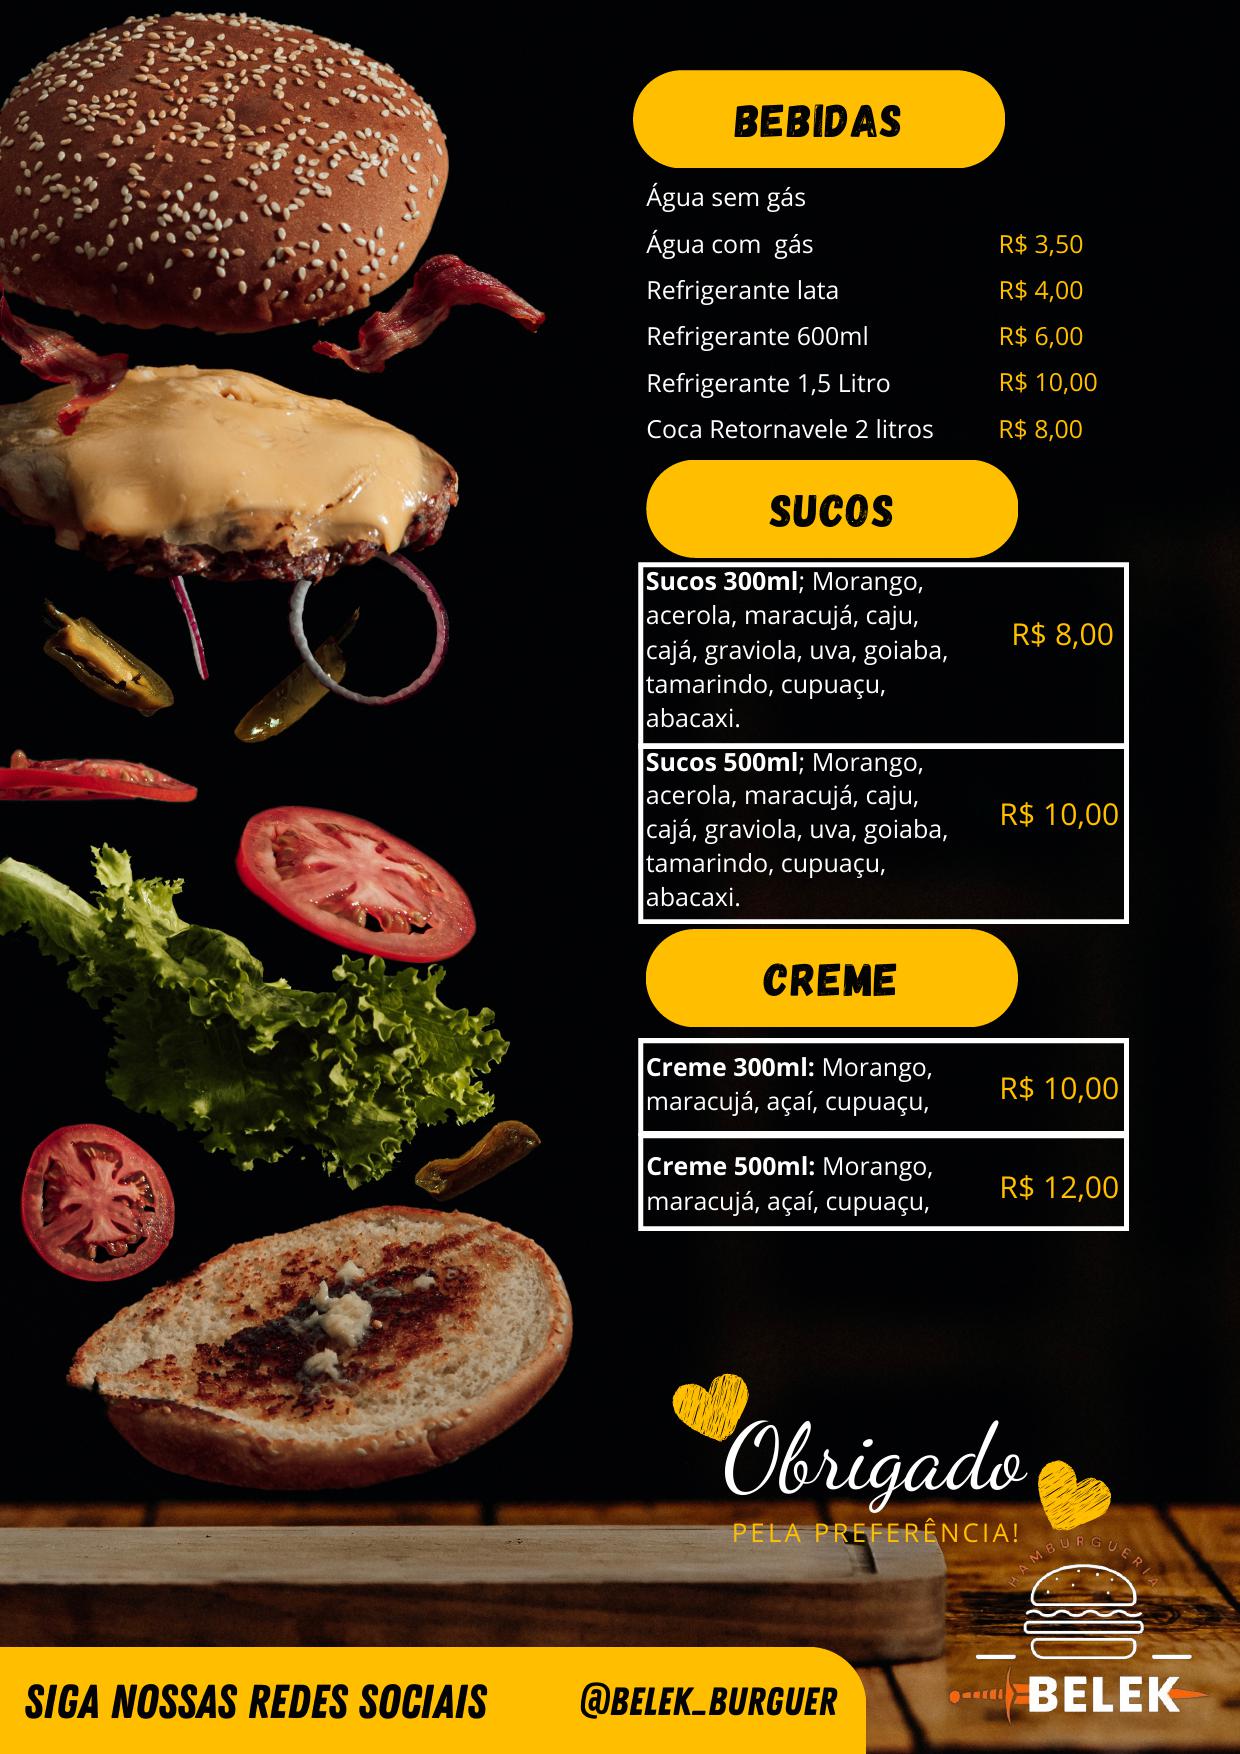 BEBIDAS
Água sem gás
Água com gás R$ 3,50
Refrigerante lata R$ 4,00
Refrigerante 600ml R$ 6,00
Refrigerante 1,5 Litro R$ 10,00
Coca Retornavele 2 litros R$ 8,00
SUCOS
Sucos 300ml; Morango,
acerola, maracujá, caju,
cajá, graviola, uva, goiaba,
tamarindo, cupuaçu,
abacaxi.
R$ 8,00
Sucos 500ml; Morango,
acerola, maracujá, caju,
cajá, graviola, uva, goiaba,
tamarindo, cupuaçu,
abacaxi.
R$ 10,00
CREME
Creme 300ml: Morango,
maracujá, açaí, cupuaçu,
R$ 10,00
Creme 500ml: Morango,
maracujá, açaí, cupuaçu,
R$ 12,00
Obrigado
PELA PREFERÊNCIA!
HAMBURGUERIA
BELEK
SIGA NOSSAS REDES SOCIAIS @BELEK_BURGUER